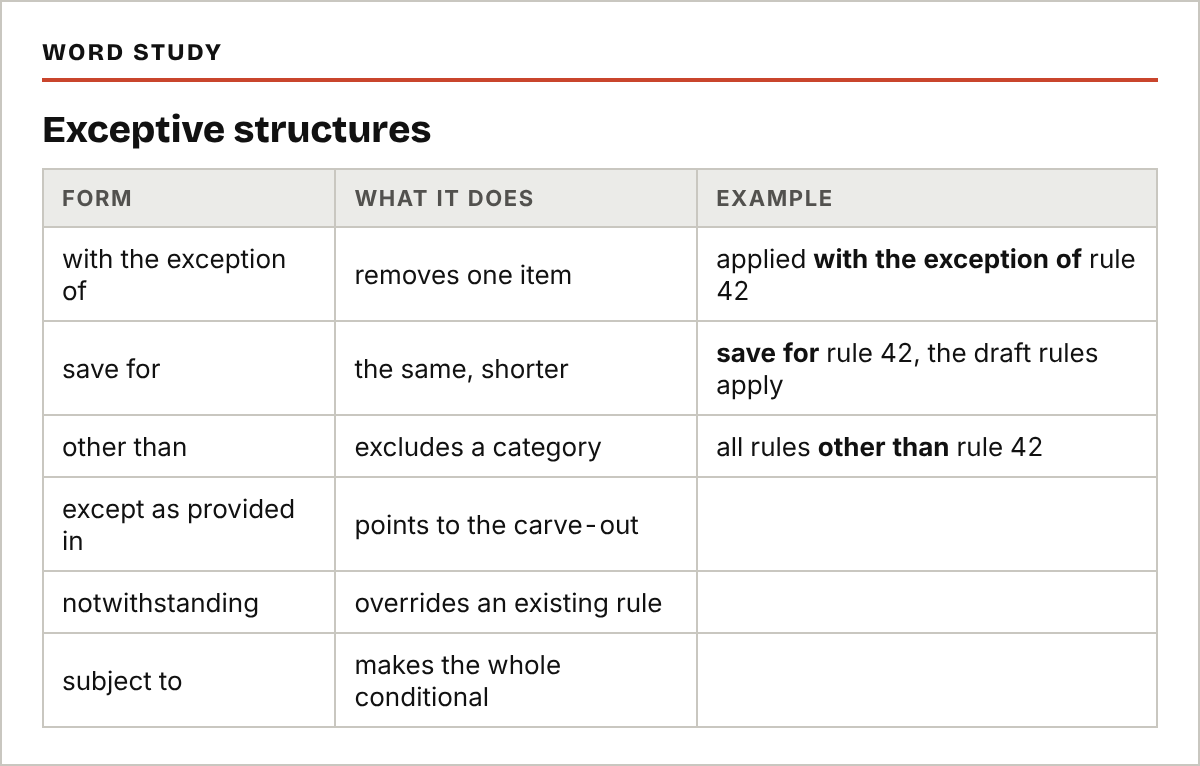 WORD STUDY
Exceptive structures
FORM
WHAT IT DOES
EXAMPLE
with the exception
of
removes one item
applied with the exception of rule
42
save for
the same, shorter
save for rule 42, the draft rules
apply
other than
excludes a category
all rules other than rule 42
except as provided
in
points to the carve-out
notwithstanding
overrides an existing rule
subject to
makes the whole
conditional